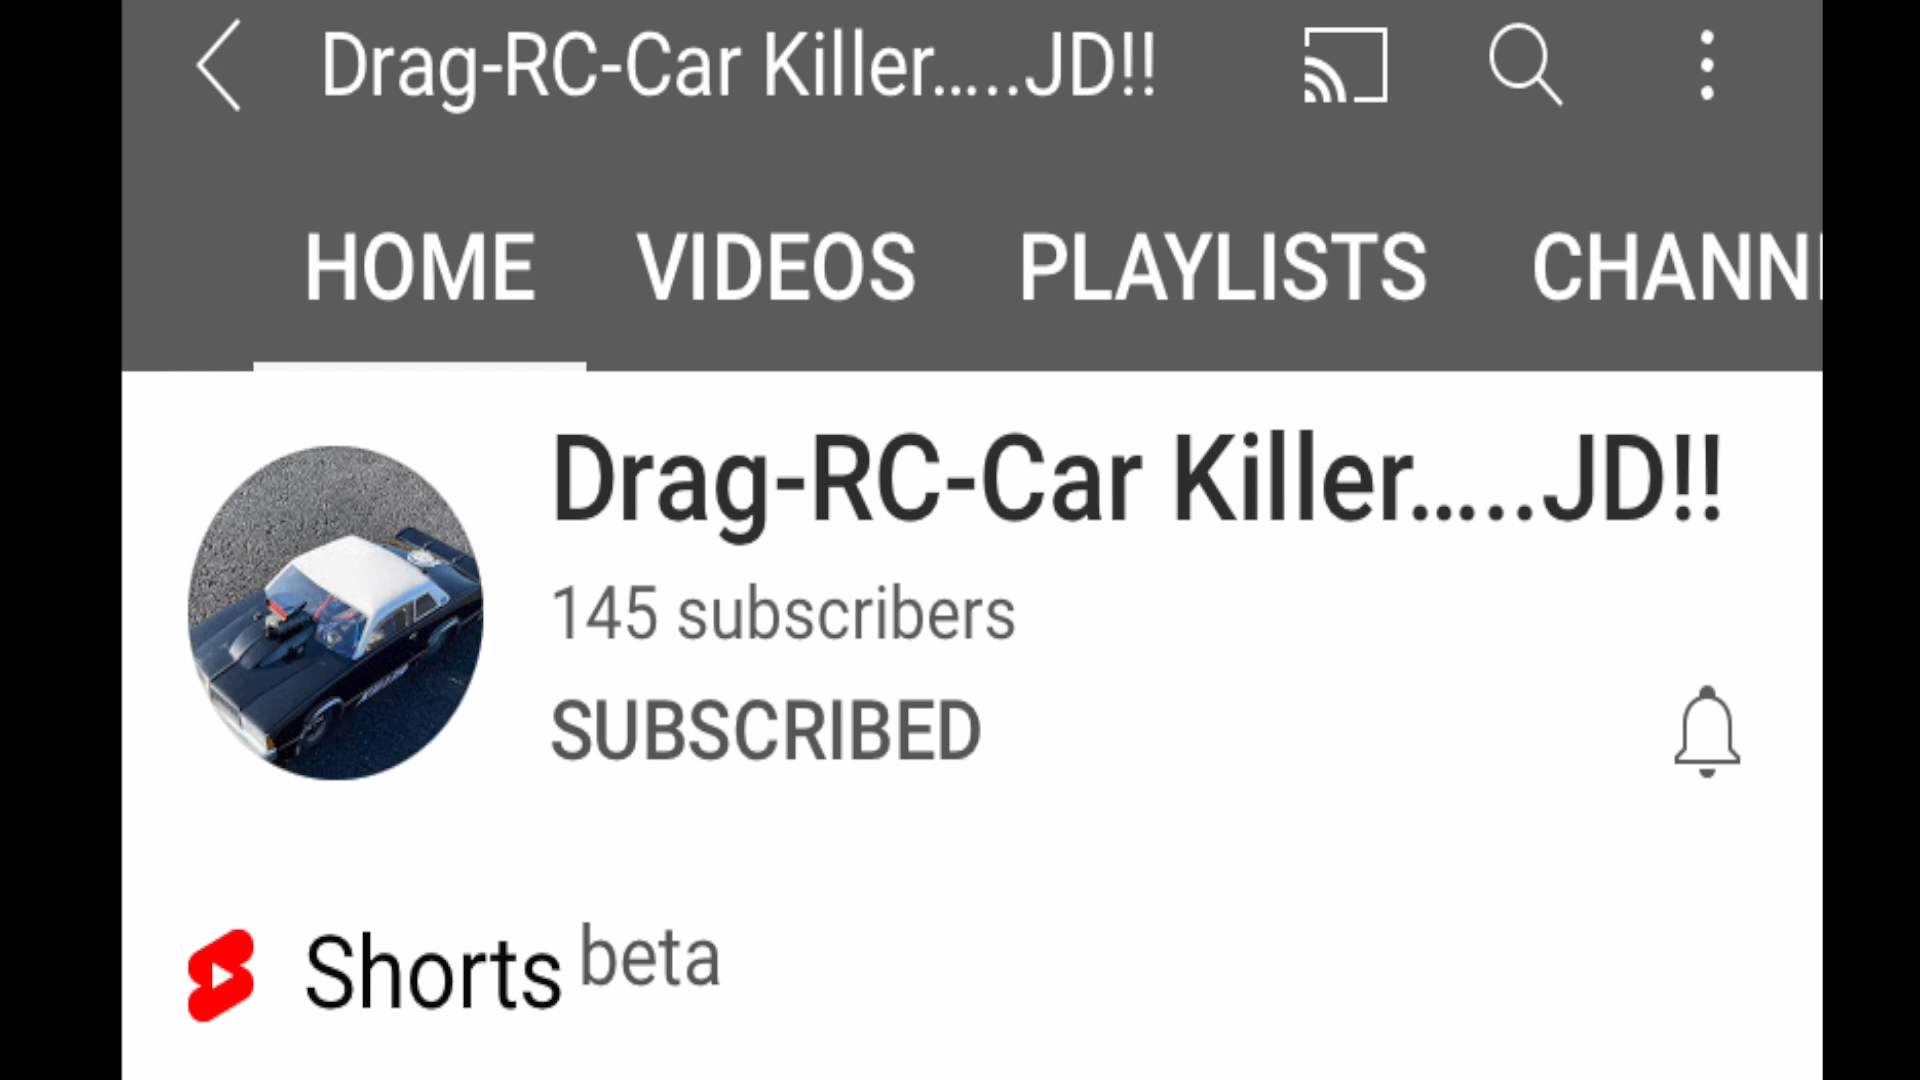 Drag-RC-Car Killer.....JD!!
HOME VIDEOS PLAYLISTS CHANN
Drag-RC-Car Killer.....JD!!
145 subscribers
SUBSCRIBED
Shorts beta